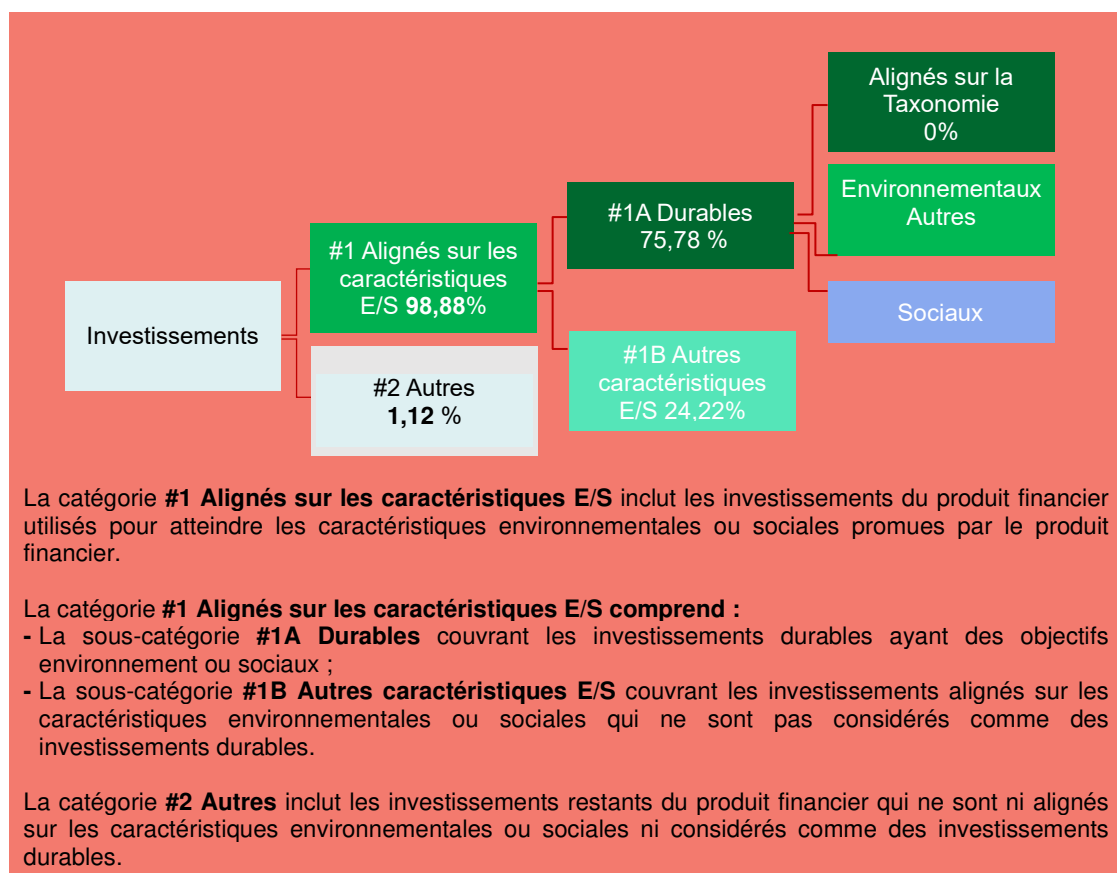 Alignés sur la
Taxonomie
0%
Environnementaux
Autres
#1A Durables
75,78 %
#1 Alignés sur les
caractéristiques
E/S 98,88%
Sociaux
Investissements
#1B Autres
caractéristiques
E/S 24,22%
#2 Autres
1,12 %
La catégorie #1 Alignés sur les caractéristiques E/S inclut les investissements du produit financier
utilisés pour atteindre les caractéristiques environnementales ou sociales promues par le produit
financier.
La catégorie #1 Alignés sur les caractéristiques E/S comprend :
- La sous-catégorie #1A Durables couvrant les investissements durables ayant des objectifs
environnement ou sociaux ;
- La sous-catégorie #1B Autres caractéristiques E/S couvrant les investissements alignés sur les
caractéristiques environnementales ou sociales qui ne sont pas considérés comme des
investissements durables.
La catégorie #2 Autres inclut les investissements restants du produit financier qui ne sont ni alignés
sur les caractéristiques environnementales ou sociales ni considérés comme des investissements
durables.